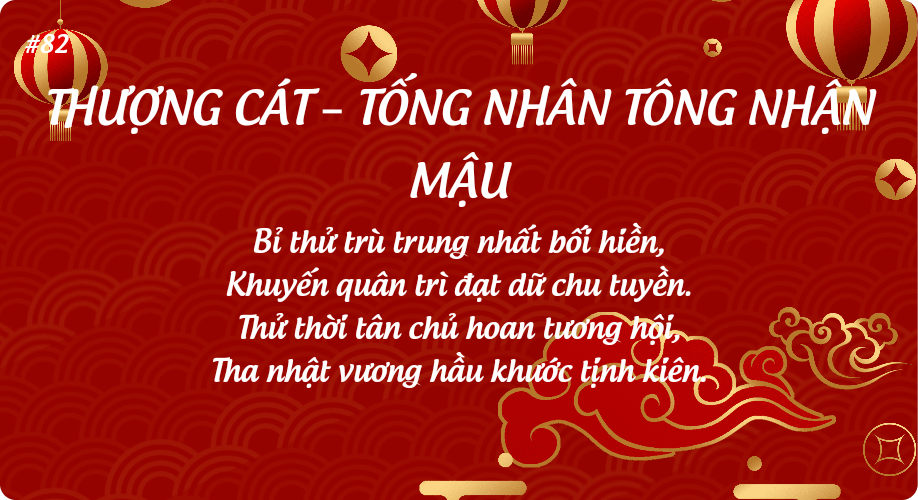 #82
THƯỢNG CÁT – TỐNG NHÂN TÔNG NHẬN
MẬU
Bỉ thử trù trung nhất bối hiền,
Khuyến quân trì đạt dữ chu tuyền.
Thử thời tân chủ hoan tương hội,
Tha nhật vương hầu khước tịnh kiên.